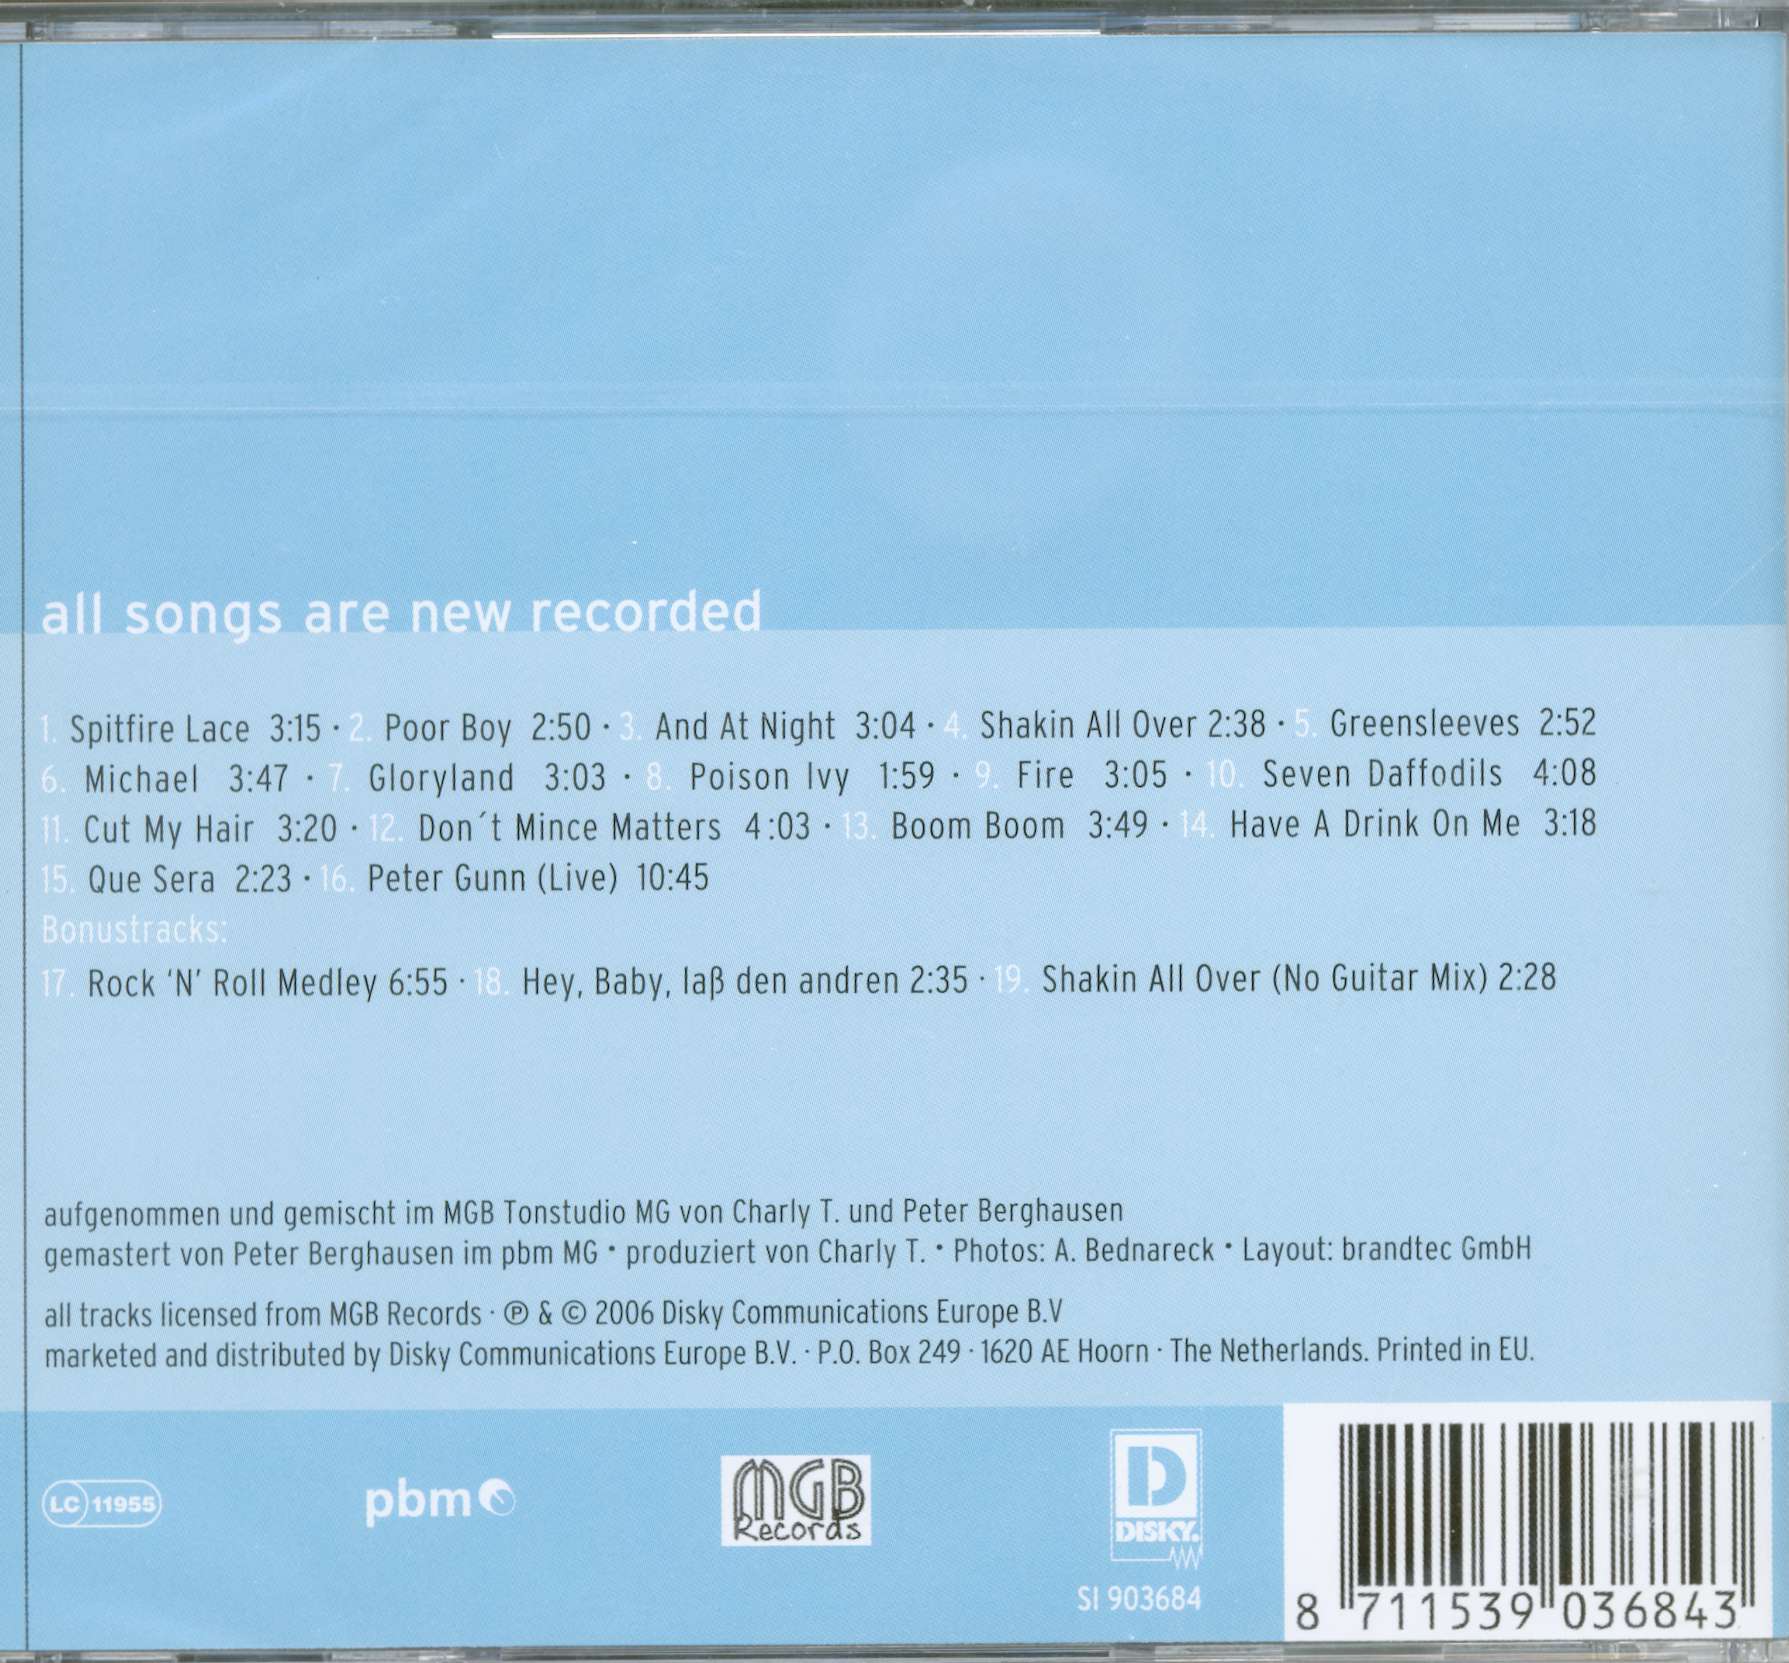 all songs are new recorded
1. Spitfire Lace 3:15 · 2. Poor Boy 2:50 · 3. And At Night 3:04 · 4. Shakin All Over 2:38 · 5. Greensleeves 2:52
6. Michael 3:47 · 7. Gloryland 3:03 · 8. Poison Ivy 1:59 · 9. Fire 3:05 · 10. Seven Daffodils 4:08
11. Cut My Hair 3:20 · 12. Don´t Mince Matters 4:03 · 13. Boom Boom 3:49 · 14. Have A Drink On Me 3:18
15. Que Sera 2:23 · 16. Peter Gunn (Live) 10:45
Bonustracks:
17. Rock ‘N’ Roll Medley 6:55 · 18. Hey, Baby, laß den andren 2:35 · 19. Shakin All Over (No Guitar Mix) 2:28
aufgenommen und gemischt im MGB Tonstudio MG von Charly T. und Peter Berghausen
gemastert von Peter Berghausen im pbm MG • produziert von Charly T. • Photos: A. Bednareck • Layout: brandtec GmbH
all tracks licensed from MGB Records · ℗ & © 2006 Disky Communications Europe B.V
marketed and distributed by Disky Communications Europe B.V. · P.O. Box 249 · 1620 AE Hoorn · The Netherlands. Printed in EU.
LC 11955
pbm
MGB
Records
D
DISKY.
SI 903684
8 711539 036843